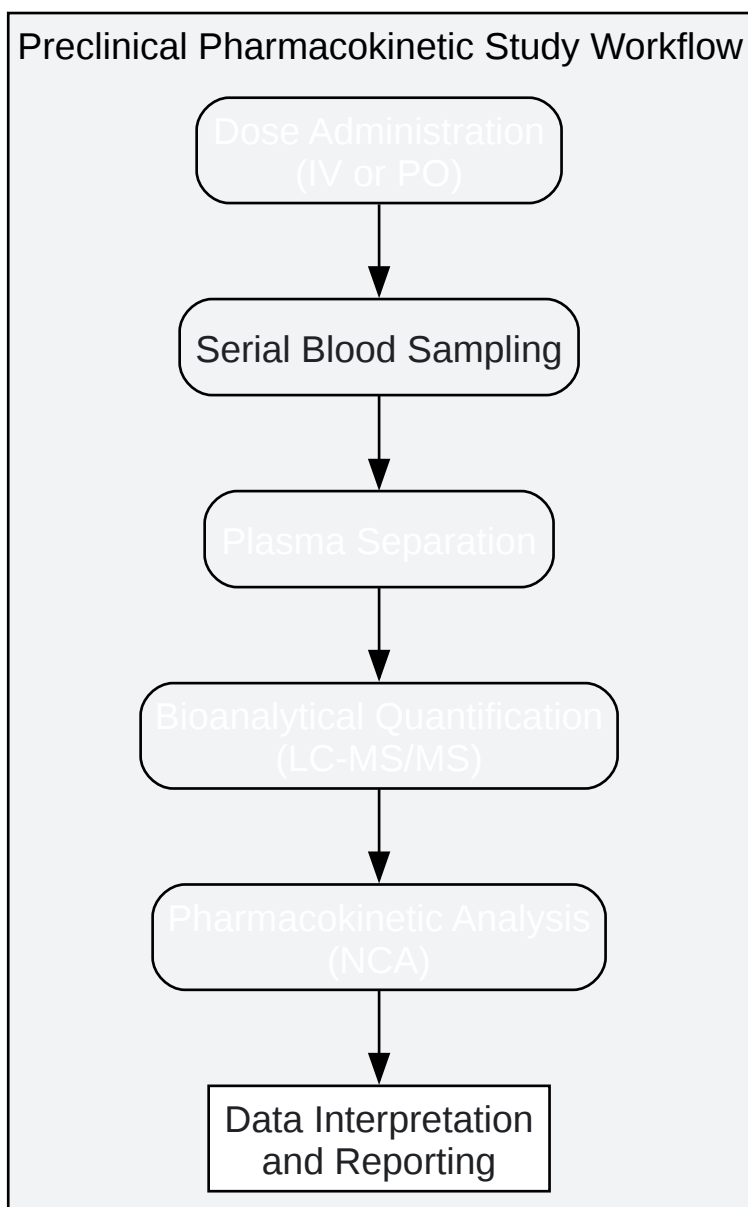 Preclinical Pharmacokinetic Study Workflow
Dose Administration
(IV or PO)
Serial Blood Sampling
Plasma Separation
Bioanalytical Quantification
(LC-MS/MS)
Pharmacokinetic Analysis
(NCA)
Data Interpretation
and Reporting